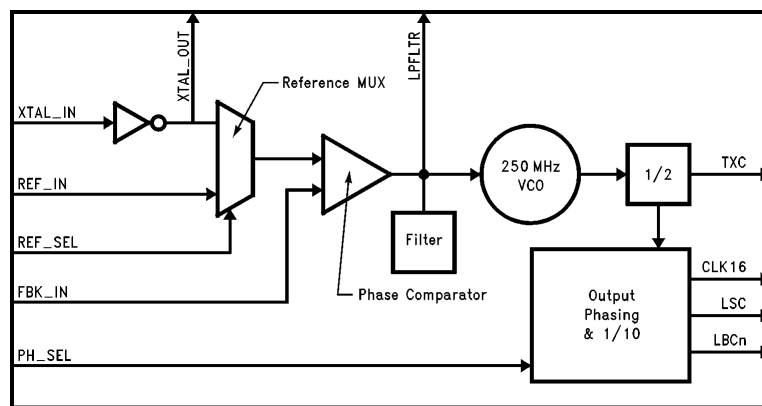 XTAL_OUT
LPFLTR
Reference MUX
XTAL_IN
250 MHz
VCO
1/2
TXC
REF_IN
REF_SEL
Filter
FBK_IN
Phase Comparator
Output
Phasing
& 1/10
CLK16
LSC
LBCn
PH_SEL